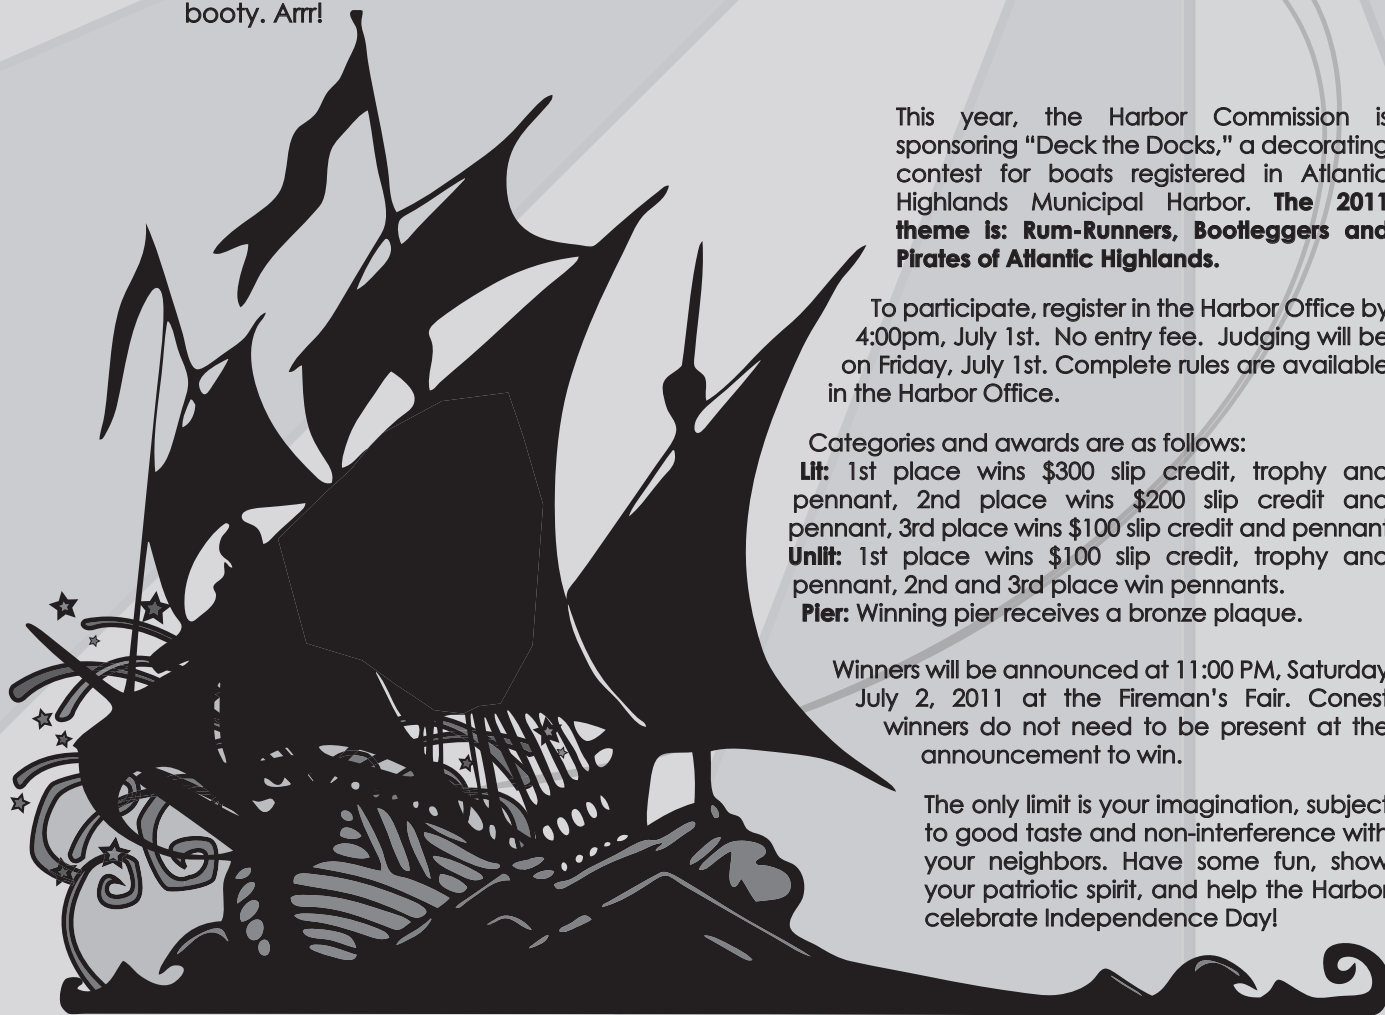 booty. Arrr!
This year, the Harbor Commission is
sponsoring “Deck the Docks,” a decorating
contest for boats registered in Atlantic
Highlands Municipal Harbor. The 2011
theme is: Rum-Runners, Bootleggers and
Pirates of Atlantic Highlands.
To participate, register in the Harbor Office by
4:00pm, July 1st. No entry fee. Judging will be
on Friday, July 1st. Complete rules are available
in the Harbor Office.
Categories and awards are as follows:
Lit: 1st place wins $300 slip credit, trophy and
pennant, 2nd place wins $200 slip credit and
pennant, 3rd place wins $100 slip credit and pennant
Unlit: 1st place wins $100 slip credit, trophy and
pennant, 2nd and 3rd place win pennants.
Pier: Winning pier receives a bronze plaque.
Winners will be announced at 11:00 PM, Saturday
July 2, 2011 at the Fireman’s Fair. Conest
winners do not need to be present at the
announcement to win.
The only limit is your imagination, subject
to good taste and non-interference with
your neighbors. Have some fun, show
your patriotic spirit, and help the Harbor
celebrate Independence Day!